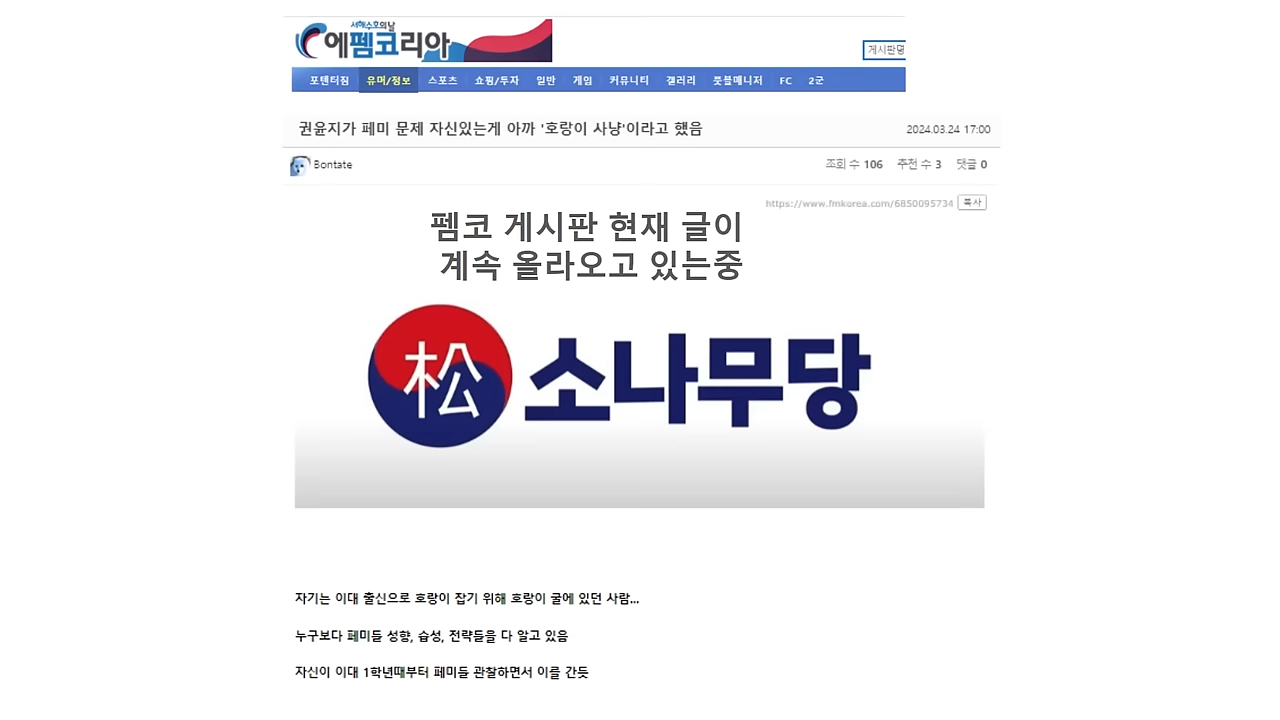 서해수호의날
에펨코리아
게시판명
포텐터짐 유머/정보 스포츠 쇼핑/투자 일반 게임 커뮤니티 갤러리 풋볼매니저 FC 2군
권윤지가 페미 문제 자신있는게 아까 '호랑이 사냥'이라고 했음 2024.03.24 17:00
Bontate 조회 수 106 추천 수 3 댓글 0
https://www.fmkorea.com/6850095734 복사
펨코 게시판 현재 글이
계속 올라오고 있는중
松 소나무당
자기는 이대 출신으로 호랑이 잡기 위해 호랑이 굴에 있던 사람...
누구보다 페미들 성향, 습성, 전략들을 다 알고 있음
자신이 이대 1학년때부터 페미들 관찰하면서 이를 간듯